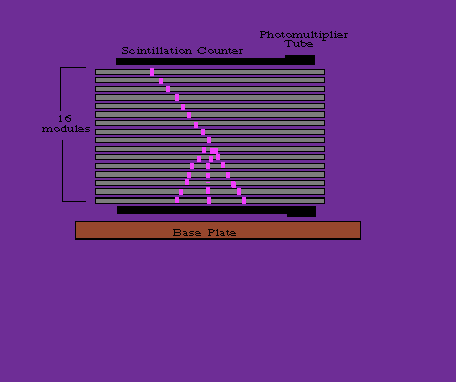 Photomultiplier
Tube
Scintillation Counter
16
modules
Base Plate